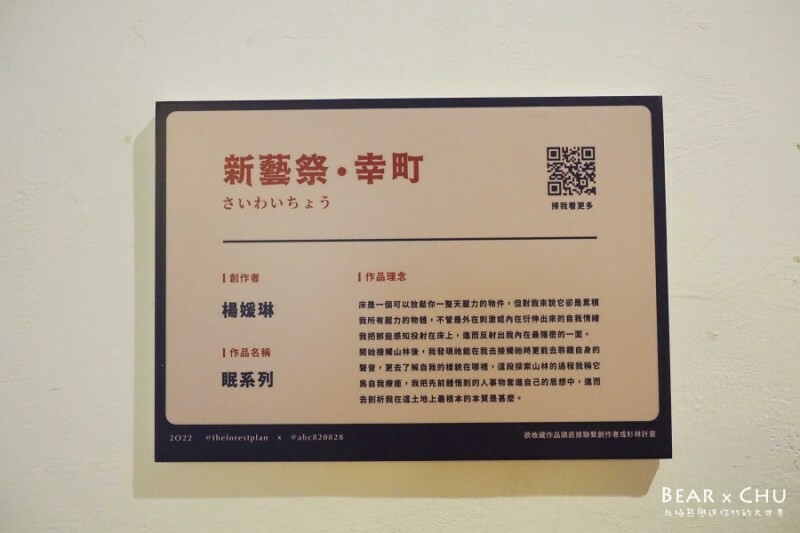 新藝祭・幸町
さいわいちょう
掃我看更多
創作者
楊媛琳
作品名稱
眠系列
作品理念
床是一個可以放鬆你一整天壓力的物件，但對我來說它卻是累積
我所有壓力的物體，不管是外在刺激或內在衍伸出來的自我情緒
我把那些感知投射在床上，進而反射出我內在最隱密的一面。
開始接觸山林後，我發現祂能在我去接觸祂時更能去聆聽自身的
聲音，更去了解自我的樣貌在哪裡，這段探索山林的過程我稱它
為自我療癒，我把先前體悟到的人事物奮進自己的思想中，進而
去剖析我在這土地上最樣本的本質是甚麼。
2022 @theforestplan x @abc820828
欲收藏作品請直接聯繫創作者或杉林計畫
BEAR x CHU